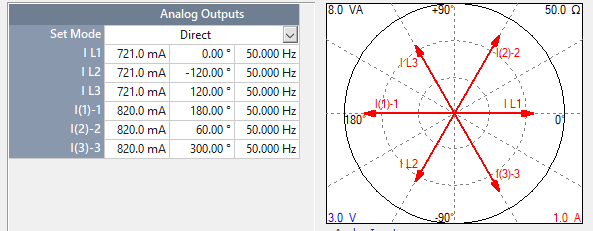 Analog Outputs
Set Mode Direct
I L1 721.0 mA 0.00 ° 50.000 Hz
I L2 721.0 mA -120.00 ° 50.000 Hz
I L3 721.0 mA 120.00 ° 50.000 Hz
I(1)-1 820.0 mA 180.00 ° 50.000 Hz
I(2)-2 820.0 mA 60.00 ° 50.000 Hz
I(3)-3 820.0 mA 300.00 ° 50.000 Hz
8.0 VA +90° 50.0 Ω
I L3 I(2)-2
I(1)-1 I L1
180° 0°
I L2 I(3)-3
3.0 V -90° 1.0 A